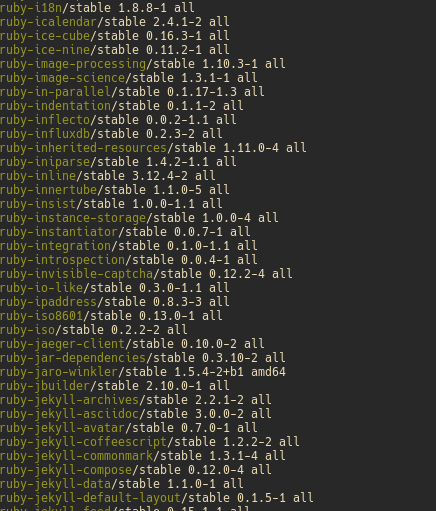 ruby-i18n/stable 1.8.8-1 all
ruby-icalendar/stable 2.4.1-2 all
ruby-ice-cube/stable 0.16.3-1 all
ruby-ice-nine/stable 0.11.2-1 all
ruby-image-processing/stable 1.10.3-1 all
ruby-image-science/stable 1.3.1-1 all
ruby-in-parallel/stable 0.1.17-1.3 all
ruby-indentation/stable 0.1.1-2 all
ruby-inflecto/stable 0.0.2-1.1 all
ruby-influxdb/stable 0.2.3-2 all
ruby-inherited-resources/stable 1.11.0-4 all
ruby-iniparse/stable 1.4.2-1.1 all
ruby-inline/stable 3.12.4-2 all
ruby-innertube/stable 1.1.0-5 all
ruby-insist/stable 1.0.0-1.1 all
ruby-instance-storage/stable 1.0.0-4 all
ruby-instantiator/stable 0.0.7-1 all
ruby-integration/stable 0.1.0-1.1 all
ruby-introspection/stable 0.0.4-1 all
ruby-invisible-captcha/stable 0.12.2-4 all
ruby-io-like/stable 0.3.0-1.1 all
ruby-ipaddress/stable 0.8.3-3 all
ruby-iso8601/stable 0.13.0-1 all
ruby-iso/stable 0.2.2-2 all
ruby-jaeger-client/stable 0.10.0-2 all
ruby-jar-dependencies/stable 0.3.10-2 all
ruby-jaro-winkler/stable 1.5.4-2+b1 amd64
ruby-jbuilder/stable 2.10.0-1 all
ruby-jekyll-archives/stable 2.2.1-2 all
ruby-jekyll-asciidoc/stable 3.0.0-2 all
ruby-jekyll-avatar/stable 0.7.0-1 all
ruby-jekyll-coffeescript/stable 1.2.2-2 all
ruby-jekyll-commonmark/stable 1.3.1-4 all
ruby-jekyll-compose/stable 0.12.0-4 all
ruby-jekyll-data/stable 1.1.0-1 all
ruby-jekyll-default-layout/stable 0.1.5-1 all
ruby-jekyll-feed/stable 0.15.1-1 all